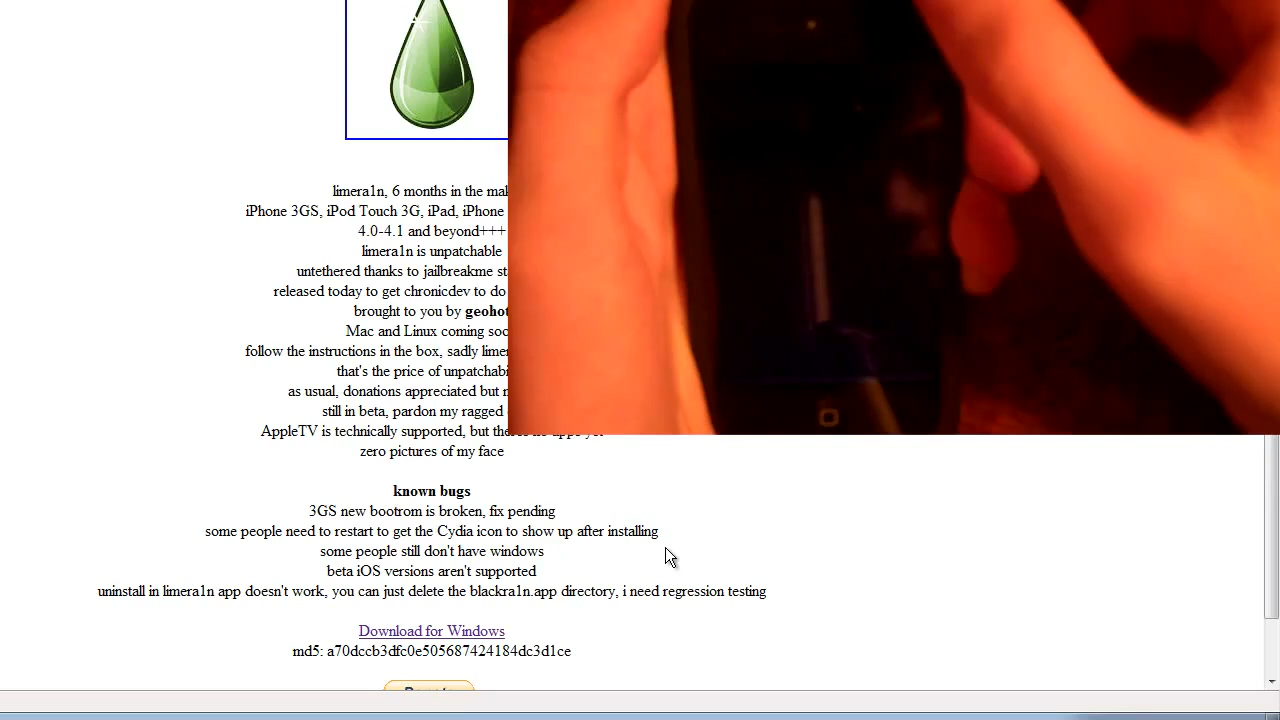 limera1n, 6 months in the
iPhone 3GS, iPod Touch 3G, iPad, iPhone
4.0-4.1 and beyond+++
limera1n is unpatchable
untethered thanks to jailbreakme
released today to get chronicdev to do
brought to you by geohot
Mac and Linux coming
follow the instructions in the box, sadly
that's the price of
as usual, donations appreciated but
still in beta, pardon my ragged
AppleTV is technically supported, but
zero pictures of my face
known bugs
3GS new bootrom is broken, fix pending
some people need to restart to get the Cydia icon to show up after installing
some people still don't have windows
beta iOS versions aren't supported
uninstall in limera1n app doesn't work, you can just delete the blackra1n.app directory, i need regression testing
Download for Windows
md5: a70dccb3dfc0e505687424184dc3d1ce